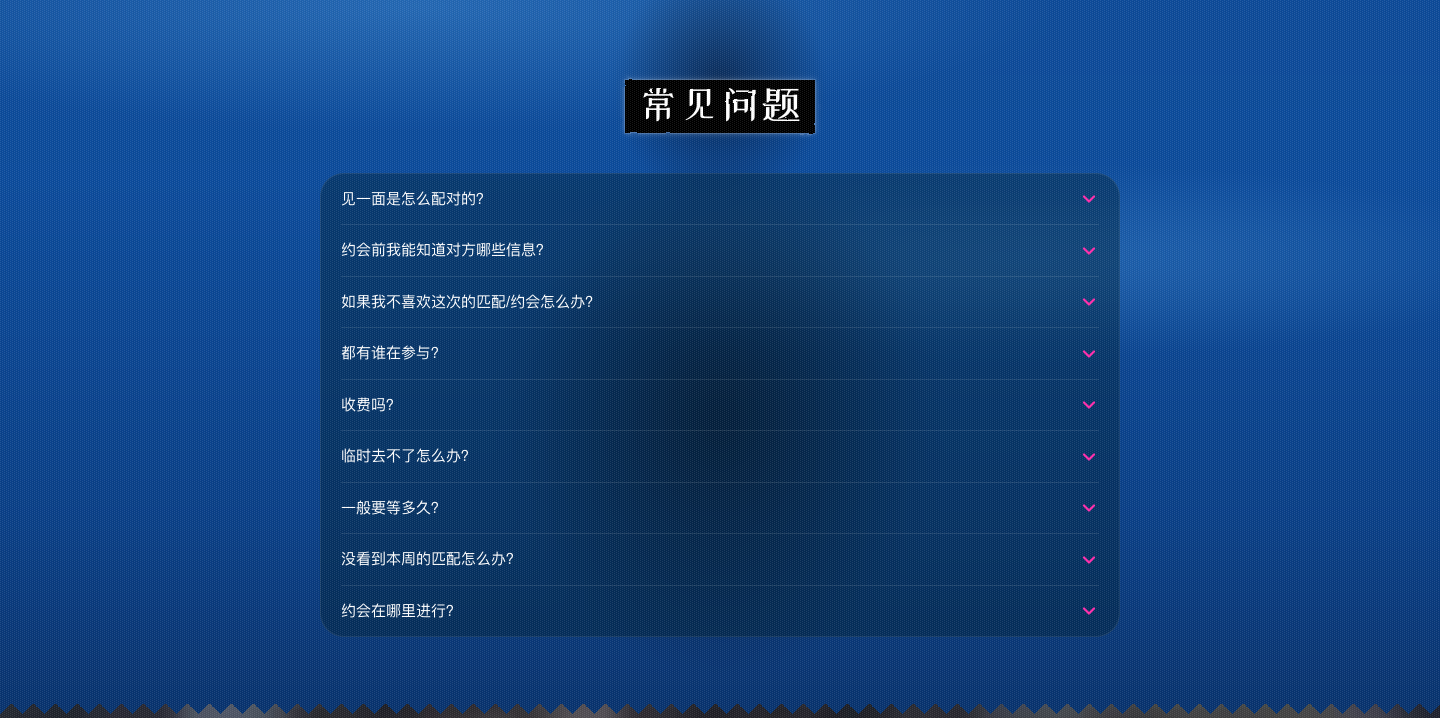 常见问题
见一面是怎么配对的?
约会前我能知道对方哪些信息?
如果我不喜欢这次的匹配/约会怎么办?
都有谁在参与?
收费吗?
临时去不了怎么办?
一般要等多久?
没看到本周的匹配怎么办?
约会在哪里进行?